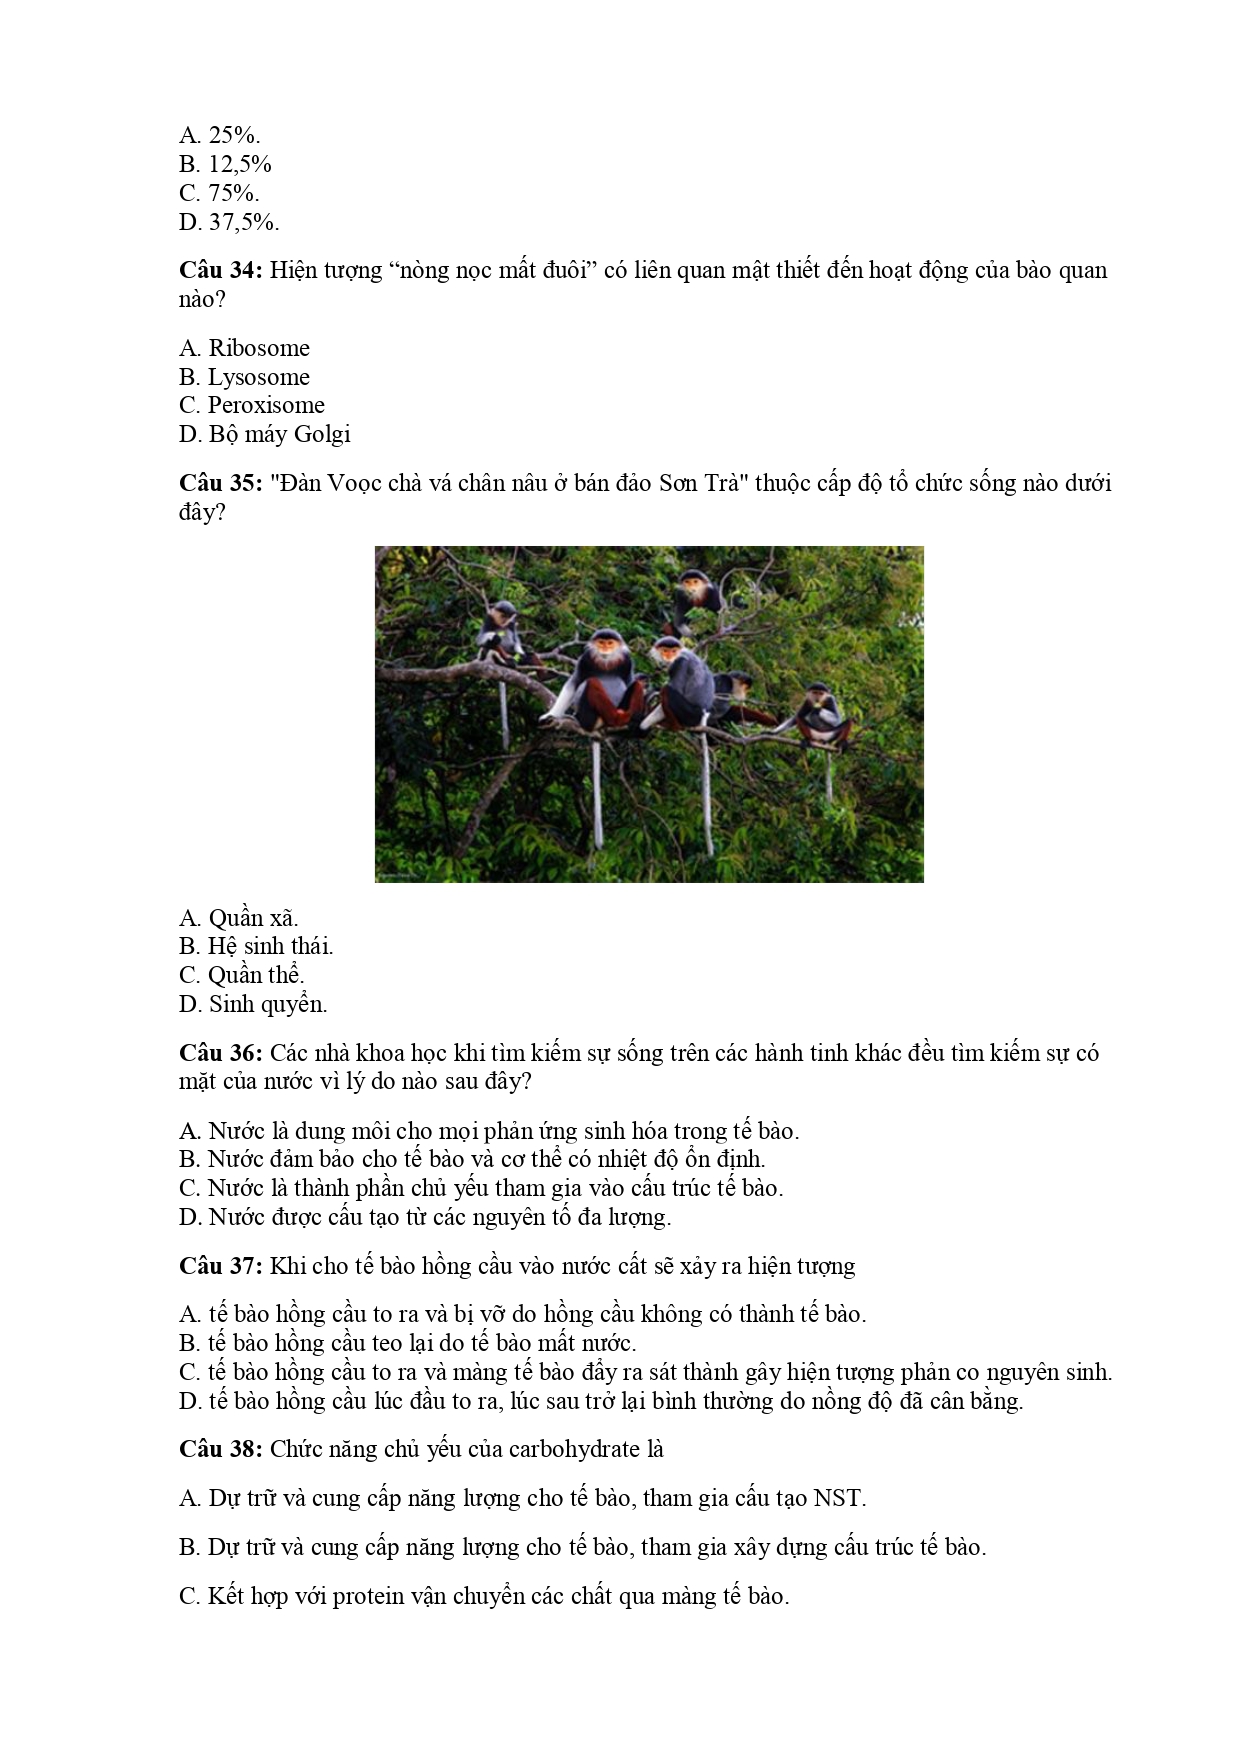 A. 25%.
B. 12,5%
C. 75%.
D. 37,5%.
Câu 34: Hiện tượng “nòng nọc mất đuôi” có liên quan mật thiết đến hoạt động của bào quan
nào?
A. Ribosome
B. Lysosome
C. Peroxisome
D. Bộ máy Golgi
Câu 35: "Đàn Voọc chà vá chân nâu ở bán đảo Sơn Trà" thuộc cấp độ tổ chức sống nào dưới
đây?
A. Quần xã.
B. Hệ sinh thái.
C. Quần thể.
D. Sinh quyển.
Câu 36: Các nhà khoa học khi tìm kiếm sự sống trên các hành tinh khác đều tìm kiếm sự có
mặt của nước vì lý do nào sau đây?
A. Nước là dung môi cho mọi phản ứng sinh hóa trong tế bào.
B. Nước đảm bảo cho tế bào và cơ thể có nhiệt độ ổn định.
C. Nước là thành phần chủ yếu tham gia vào cấu trúc tế bào.
D. Nước được cấu tạo từ các nguyên tố đa lượng.
Câu 37: Khi cho tế bào hồng cầu vào nước cất sẽ xảy ra hiện tượng
A. tế bào hồng cầu to ra và bị vỡ do hồng cầu không có thành tế bào.
B. tế bào hồng cầu teo lại do tế bào mất nước.
C. tế bào hồng cầu to ra và màng tế bào đẩy ra sát thành gây hiện tượng phản co nguyên sinh.
D. tế bào hồng cầu lúc đầu to ra, lúc sau trở lại bình thường do nồng độ đã cân bằng.
Câu 38: Chức năng chủ yếu của carbohydrate là
A. Dự trữ và cung cấp năng lượng cho tế bào, tham gia cấu tạo NST.
B. Dự trữ và cung cấp năng lượng cho tế bào, tham gia xây dựng cấu trúc tế bào.
C. Kết hợp với protein vận chuyển các chất qua màng tế bào.